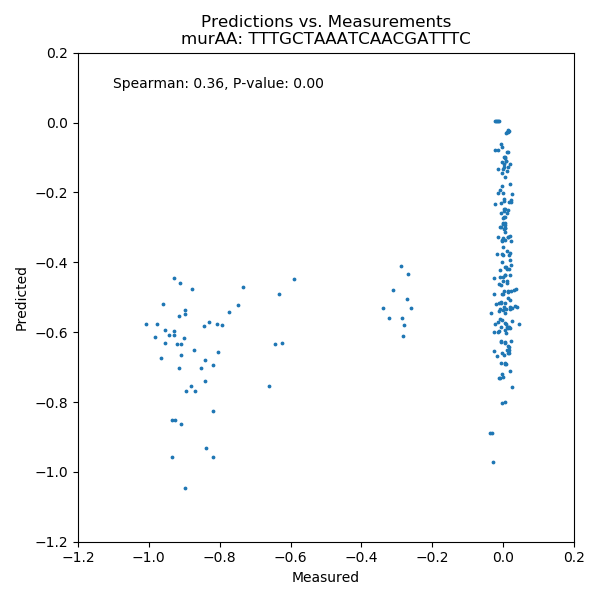 Predictions vs. Measurements
murAA: TTTGCTAAATCAACGATTTC
Spearman: 0.36, P-value: 0.00
0.2
0.0
−0.2
−0.4
−0.6
−0.8
−1.0
−1.2
Predicted
−1.2 −1.0 −0.8 −0.6 −0.4 −0.2 0.0 0.2
Measured